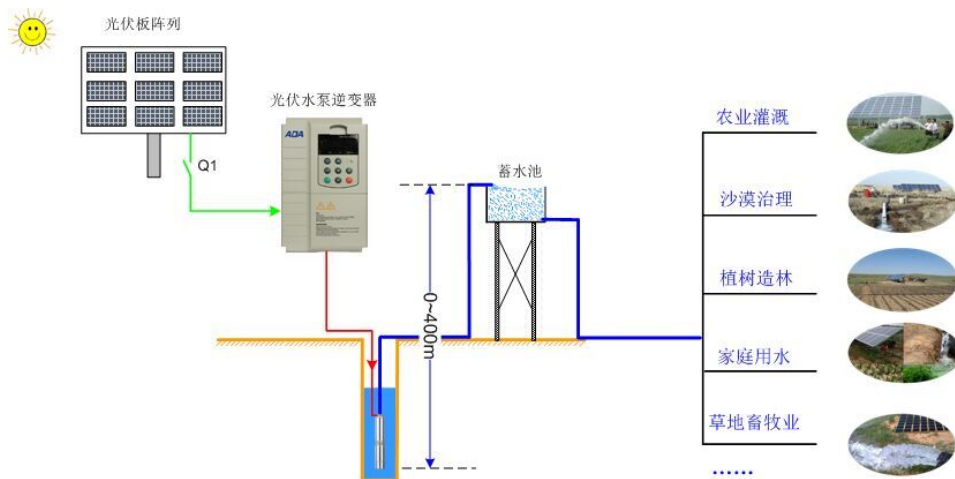 光伏板阵列
光伏水泵逆变器
Q1
ADA
蓄水池
0~400m
农业灌溉
沙漠治理
植树造林
家庭用水
草地畜牧业
……